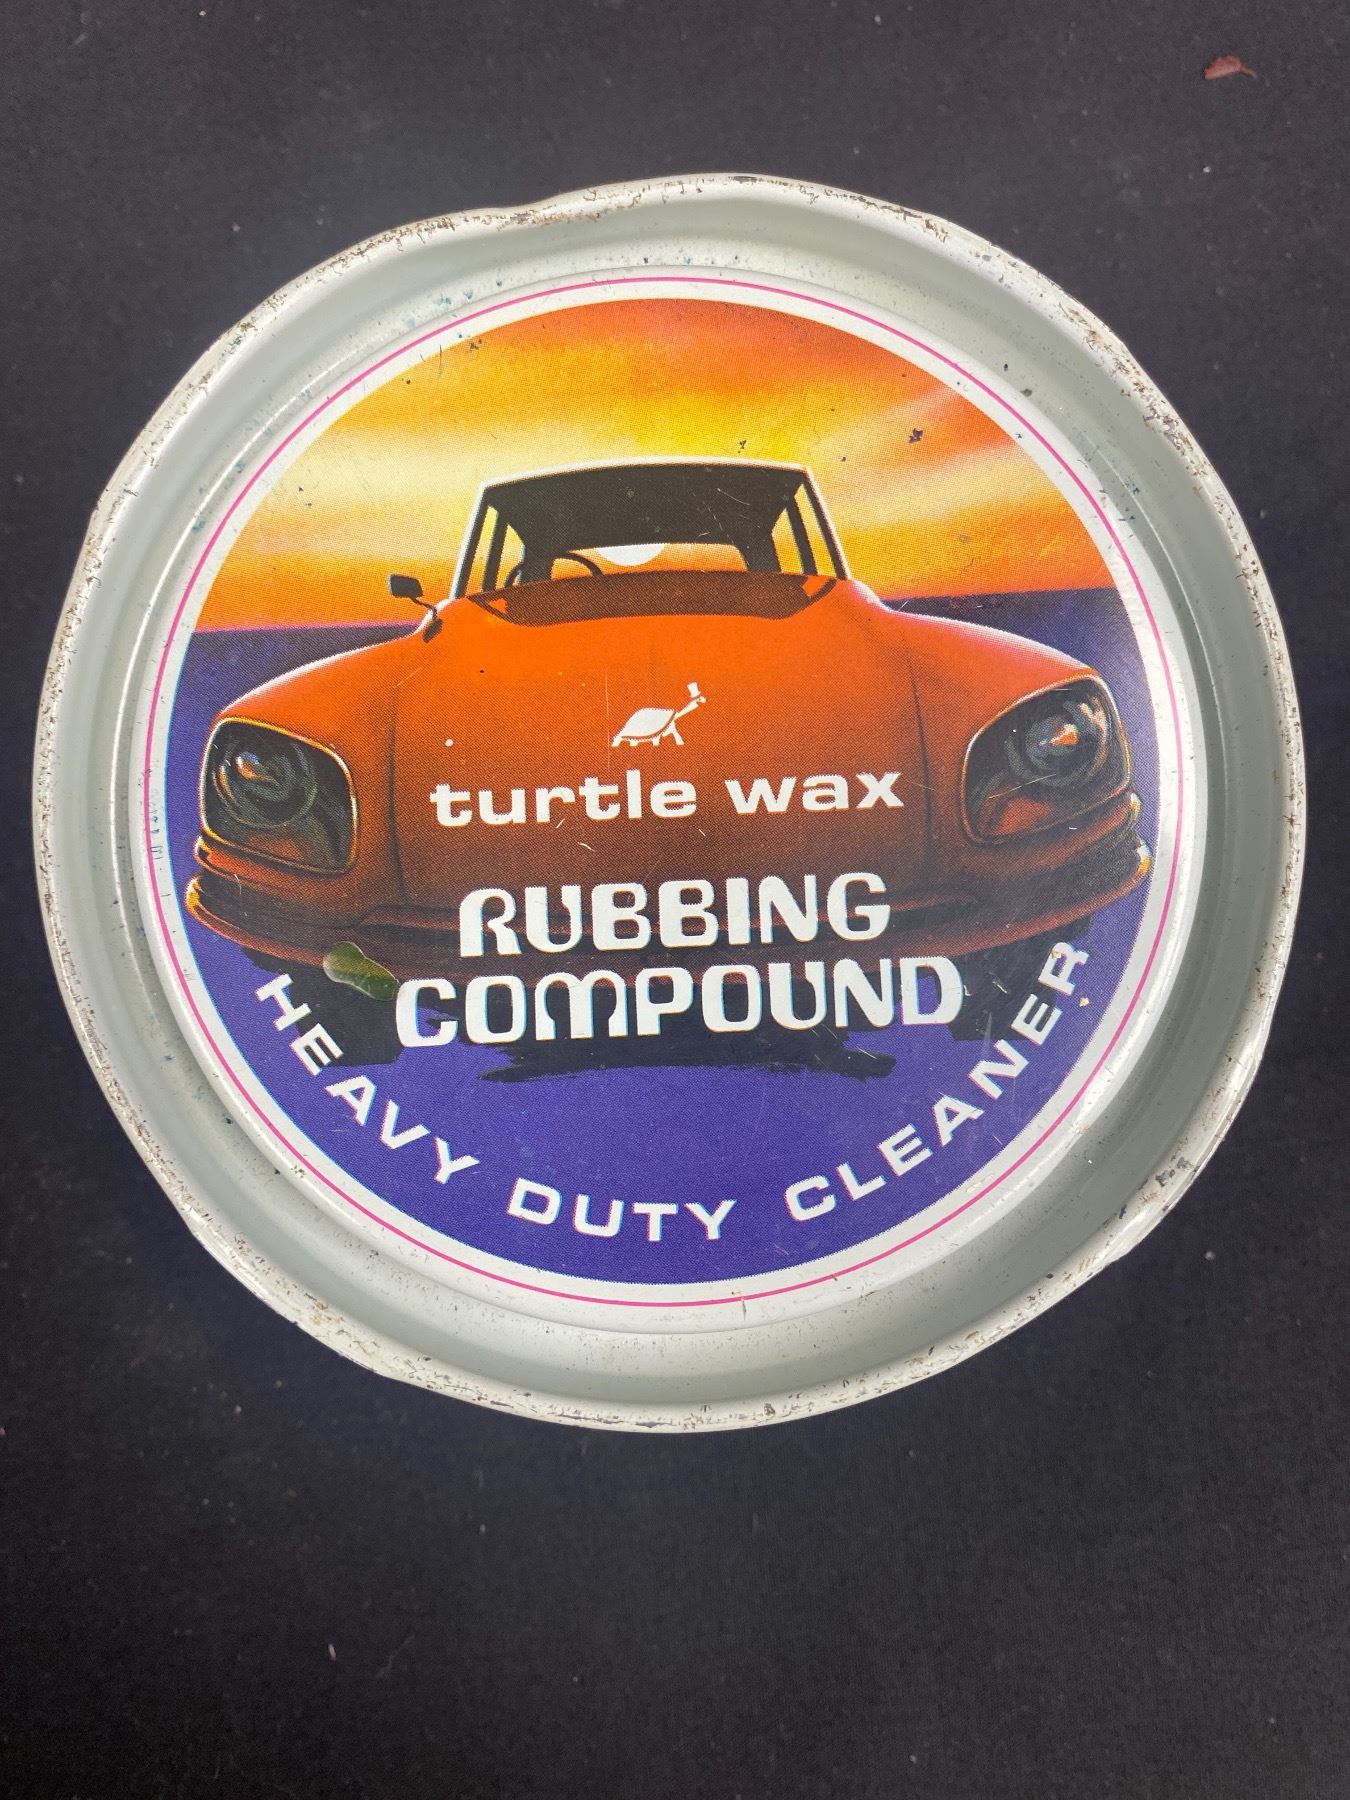 turtle wax
RUBBING
COMPOUND
HEAVY DUTY CLEANER